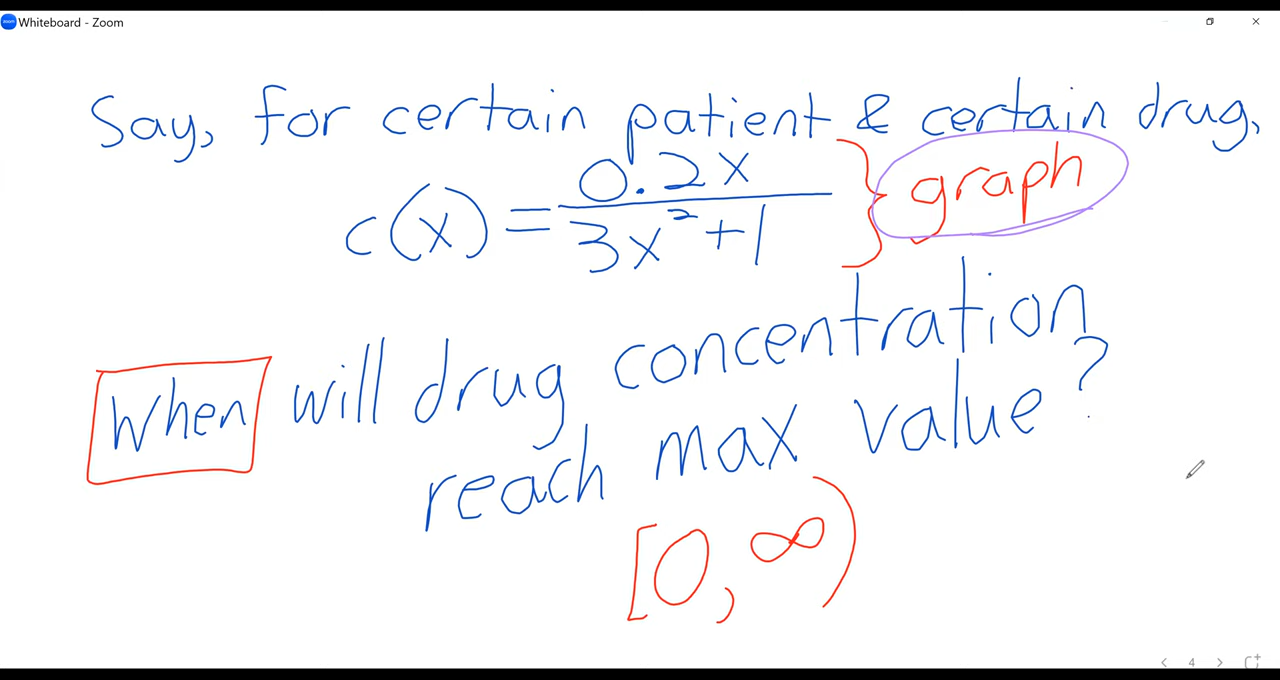 zoom Whiteboard - Zoom
Say, for certain patient & certain drug,
c(x) = 0.2x / 3x² + 1 } graph
When will drug concentration
reach max value?
[0, ∞)
< 4 >